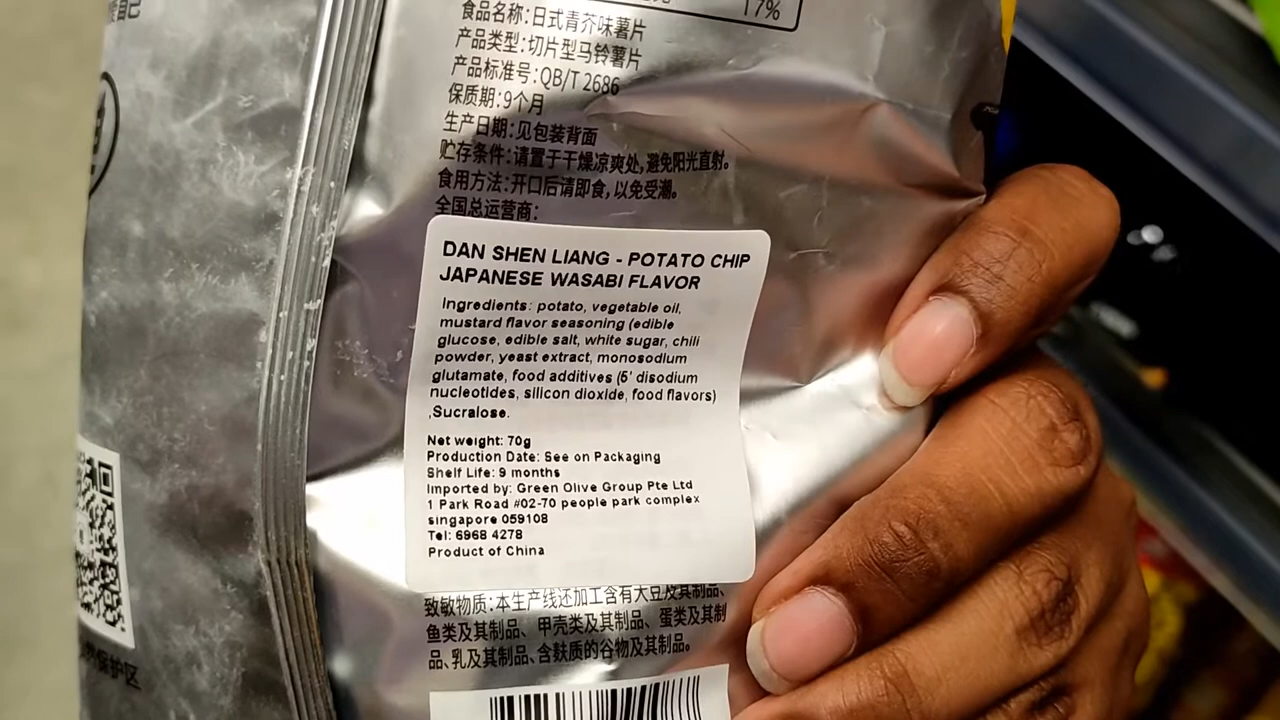 17%
食品名称:日式青芥味薯片
产品类型:切片型马铃薯片
产品标准号:QB/T 2686
保质期:9个月
生产日期:见包装背面
贮存条件:请置于干燥凉爽处,避免阳光直射。
食用方法:开口后请即食,以免受潮。
全国总运营商:
DAN SHEN LIANG - POTATO CHIP
JAPANESE WASABI FLAVOR
Ingredients: potato, vegetable oil,
mustard flavor seasoning (edible
glucose, edible salt, white sugar, chili
powder, yeast extract, monosodium
glutamate, food additives (5' disodium
nucleotides, silicon dioxide, food flavors)
,Sucralose.
Net weight: 70g
Production Date: See on Packaging
Shelf Life: 9 months
Imported by: Green Olive Group Pte Ltd
1 Park Road #02-70 people park complex
singapore 059108
Tel: 6968 4278
Product of China
致敏物质:本生产线还加工含有大豆及其制品、
鱼类及其制品、甲壳类及其制品、蛋类及其制
品、乳及其制品、含麸质的谷物及其制品。
自己
保护区